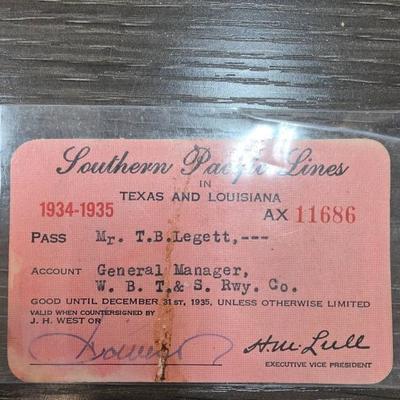 Southern Pacific Lines
IN
TEXAS AND LOUISIANA
1934-1935 AX 11686
PASS Mr. T.B.Legett,---
ACCOUNT General Manager,
W. B. T.& S. Rwy. Co.
GOOD UNTIL DECEMBER 31ST, 1935, UNLESS OTHERWISE LIMITED
VALID WHEN COUNTERSIGNED BY
J. H. WEST OR
H.M. Lull
EXECUTIVE VICE PRESIDENT